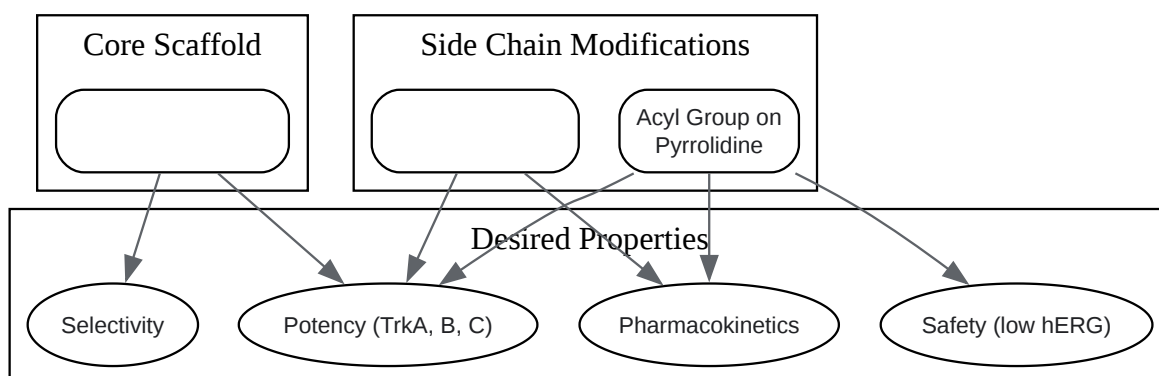 Core Scaffold
Side Chain Modifications
Acyl Group on
Pyrrolidine
Desired Properties
Selectivity
Potency (TrkA, B, C)
Pharmacokinetics
Safety (low hERG)